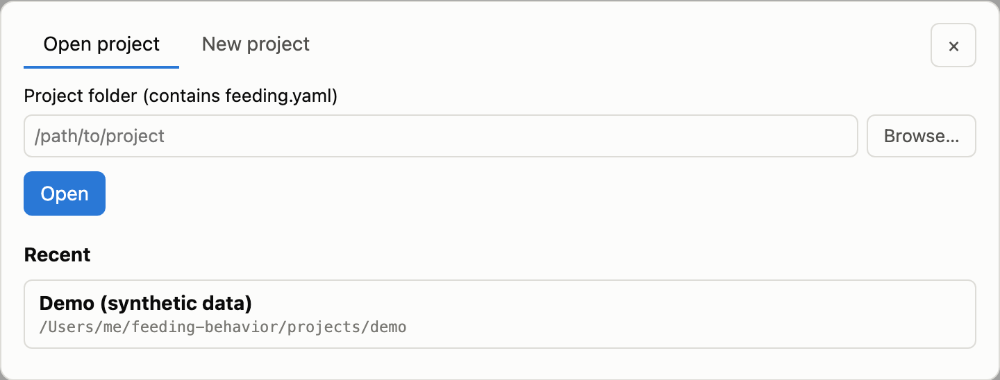 Open project New project ×
Project folder (contains feeding.yaml)
/path/to/project Browse...
Open
Recent
Demo (synthetic data)
/Users/me/feeding-behavior/projects/demo